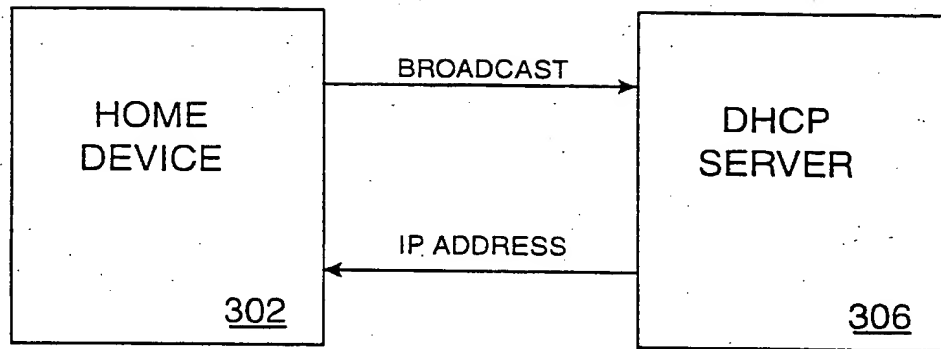 HOME
DEVICE
302
BROADCAST
IP ADDRESS
DHCP
SERVER
306